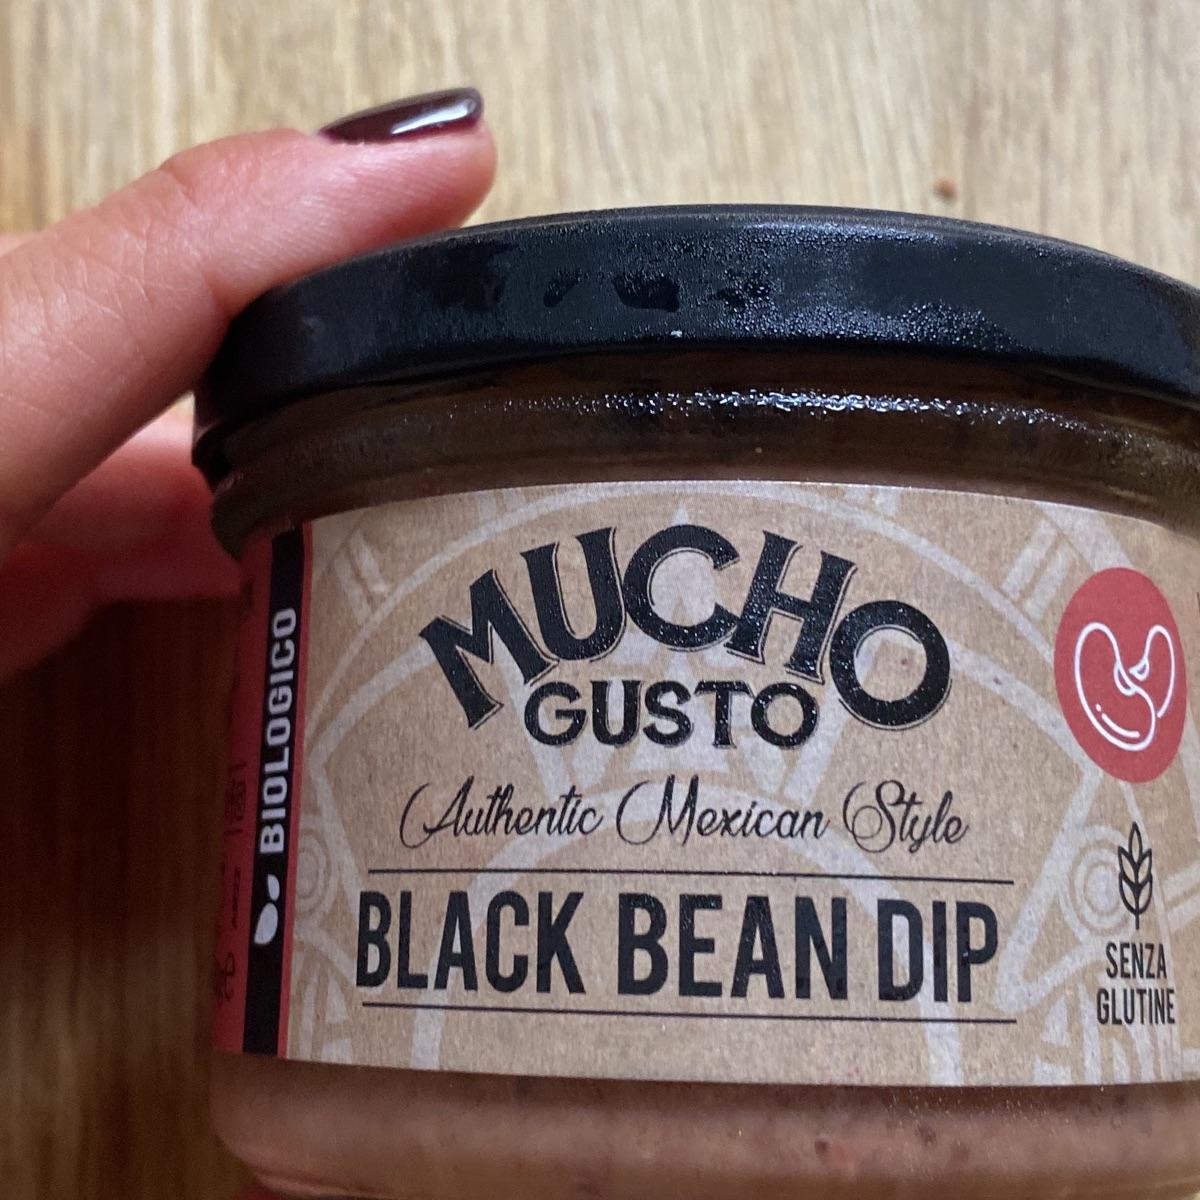 MUCHO
GUSTO
Authentic Mexican Style
BLACK BEAN DIP
BIOLOGICO
SENZA
GLUTINE